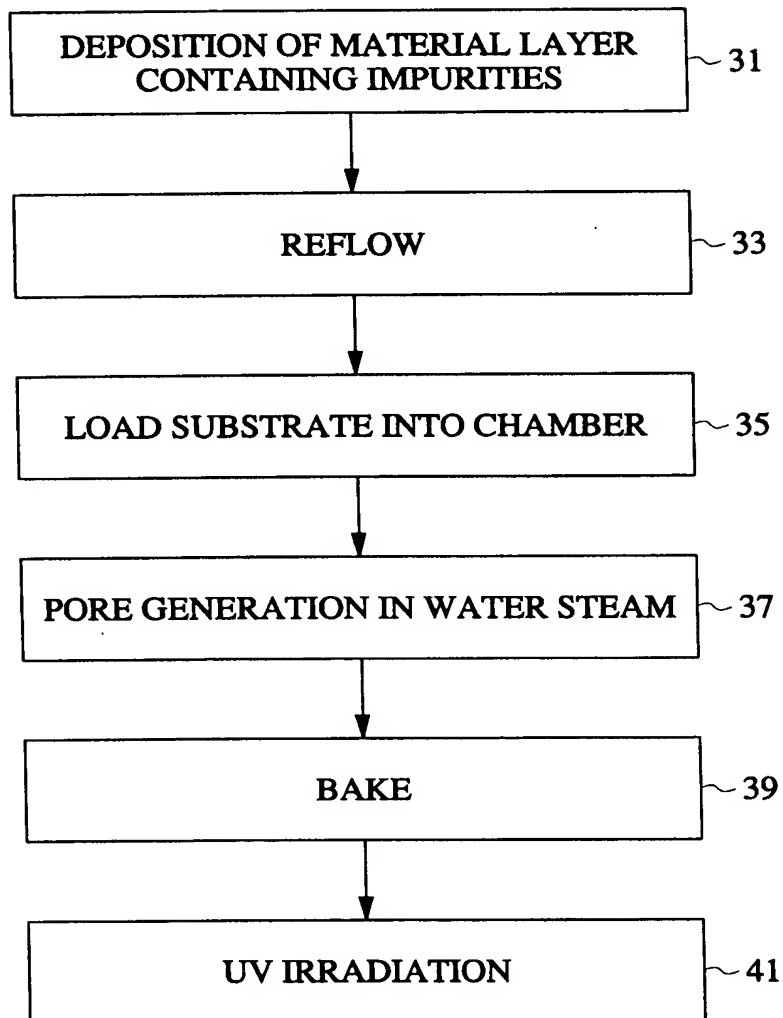 DEPOSITION OF MATERIAL LAYER
CONTAINING IMPURITIES
31
REFLOW
33
LOAD SUBSTRATE INTO CHAMBER
35
PORE GENERATION IN WATER STEAM
37
BAKE
39
UV IRRADIATION
41